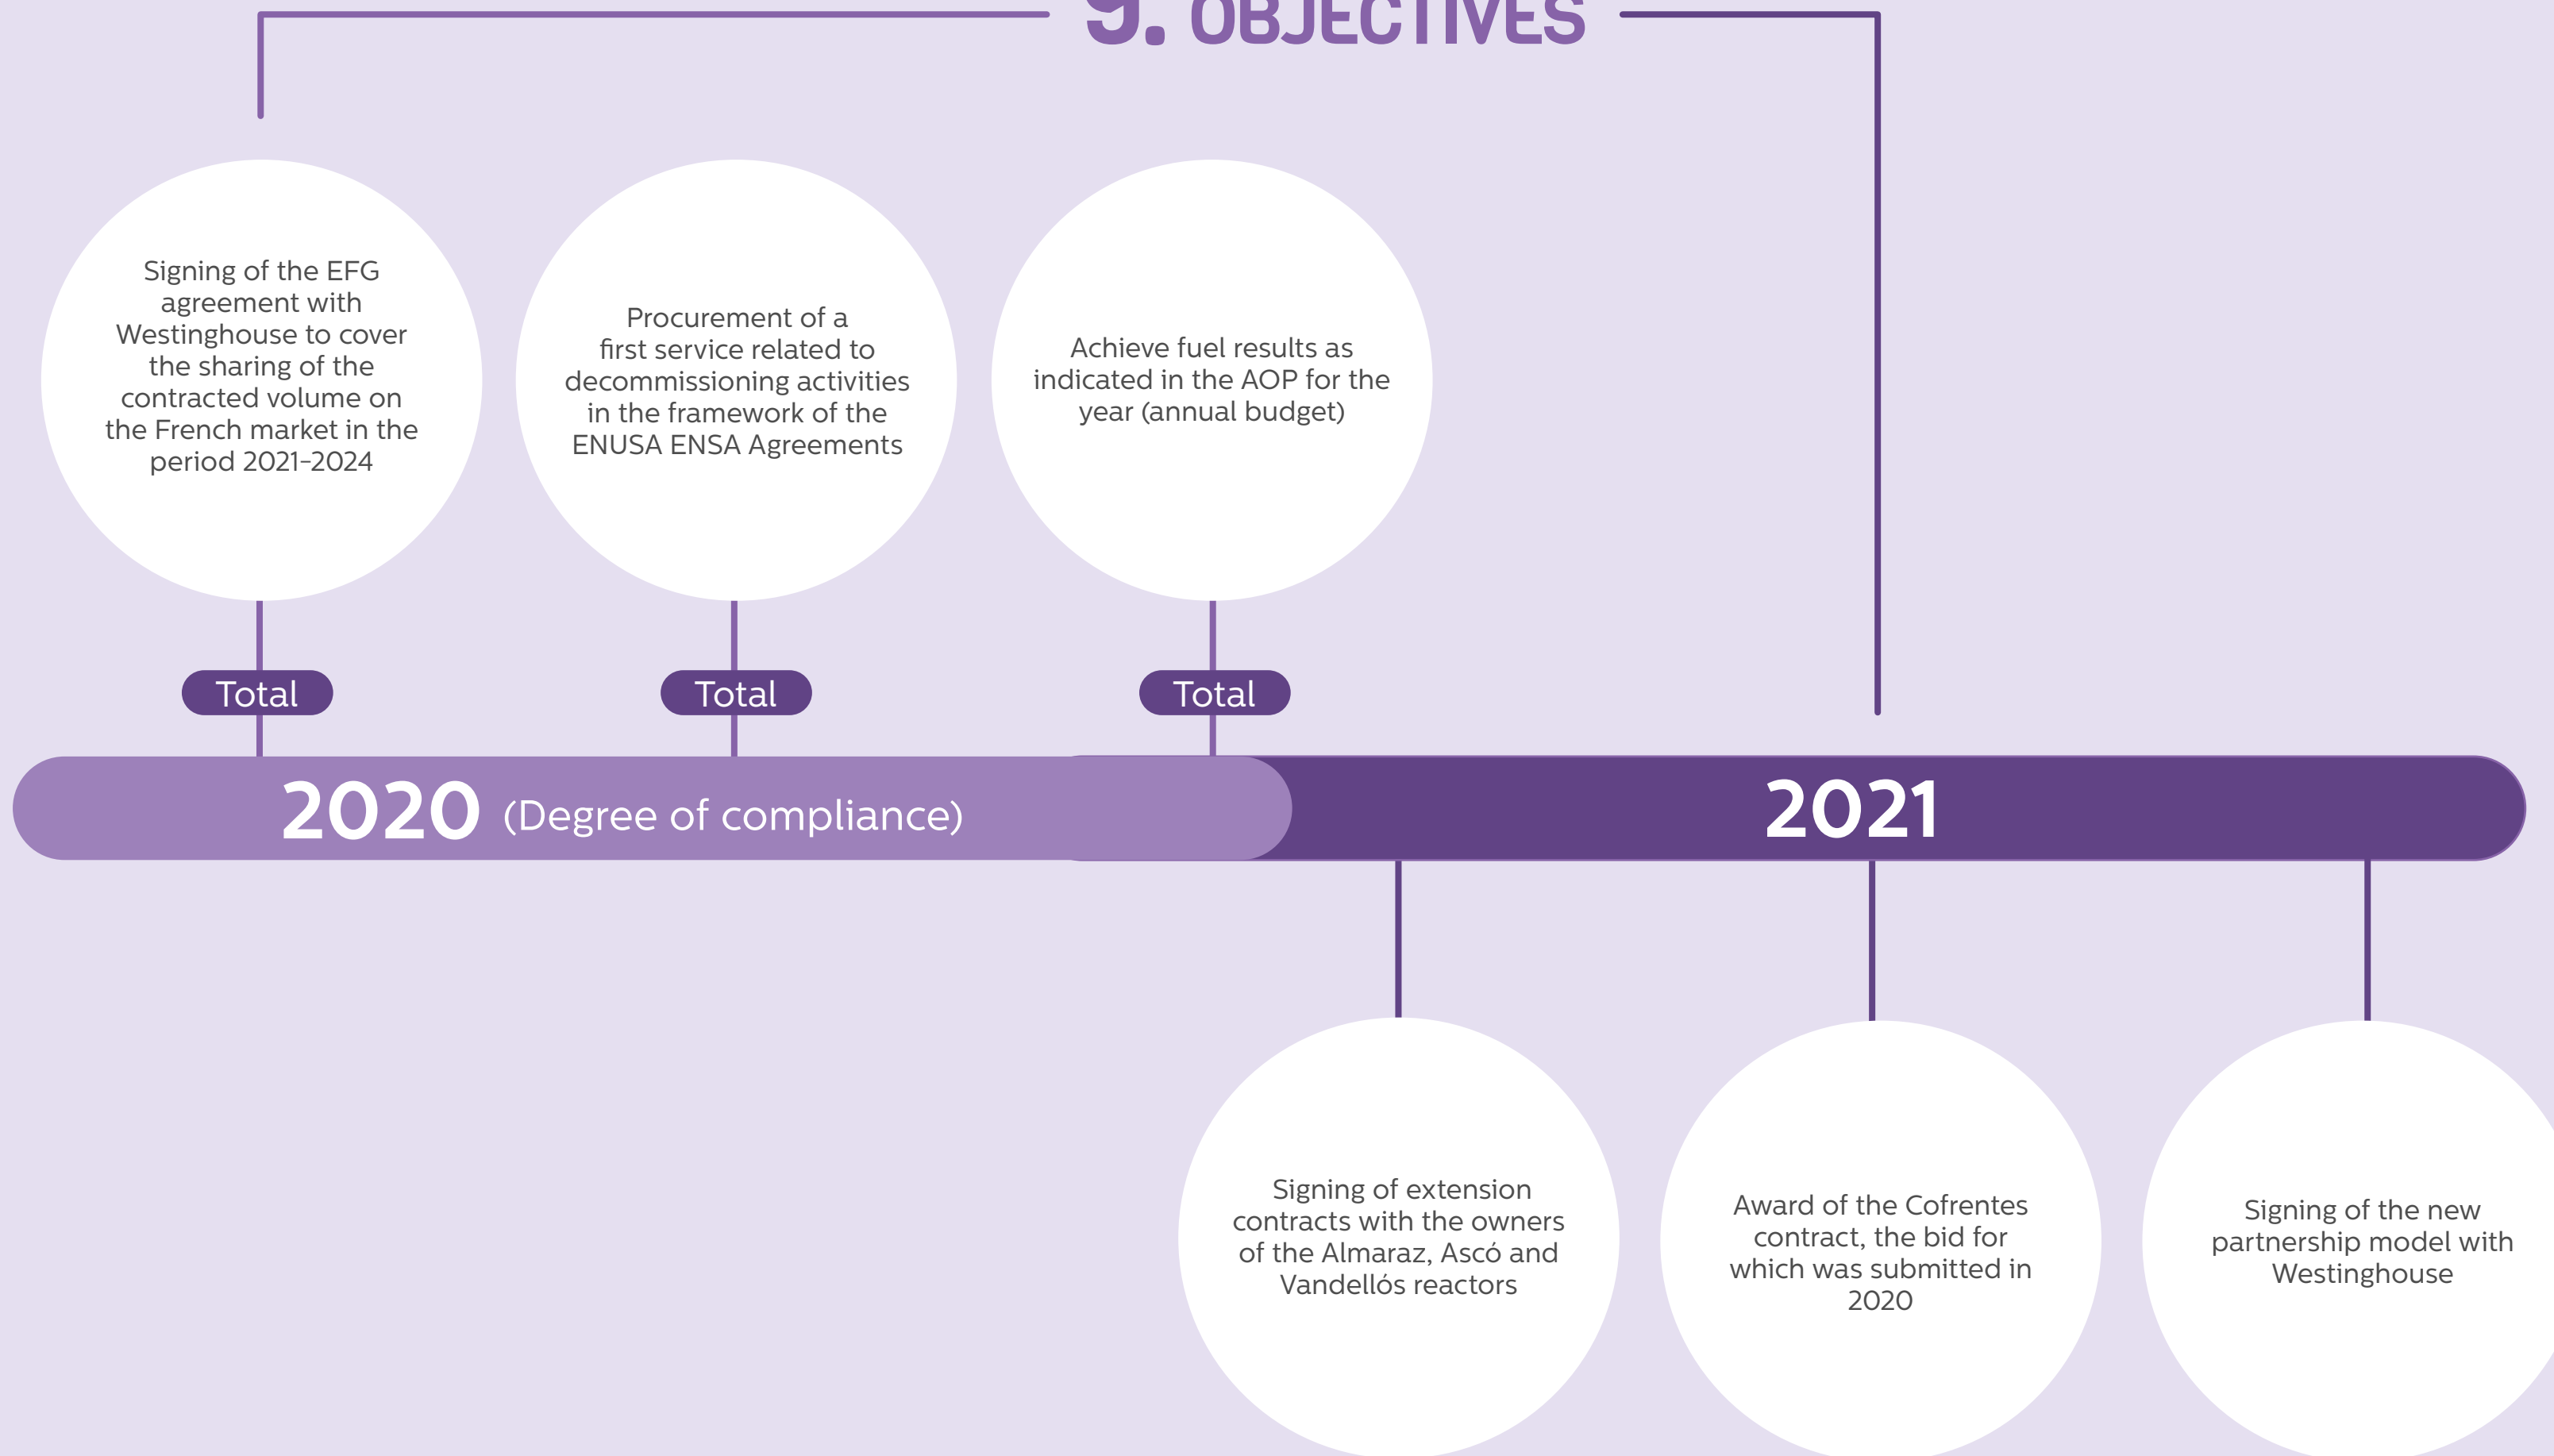 9. OBJECTIVES
Signing of the EFG
agreement with
Westinghouse to cover
the sharing of the
contracted volume on
the French market in the
period 2021-2024
Procurement of a
first service related to
decommissioning activities
in the framework of the
ENUSA ENSA Agreements
Achieve fuel results as
indicated in the AOP for the
year (annual budget)
Total
Total
Total
2020 (Degree of compliance)
2021
Signing of extension
contracts with the owners
of the Almaraz, Ascó and
Vandellós reactors
Award of the Cofrentes
contract, the bid for
which was submitted in
2020
Signing of the new
partnership model with
Westinghouse